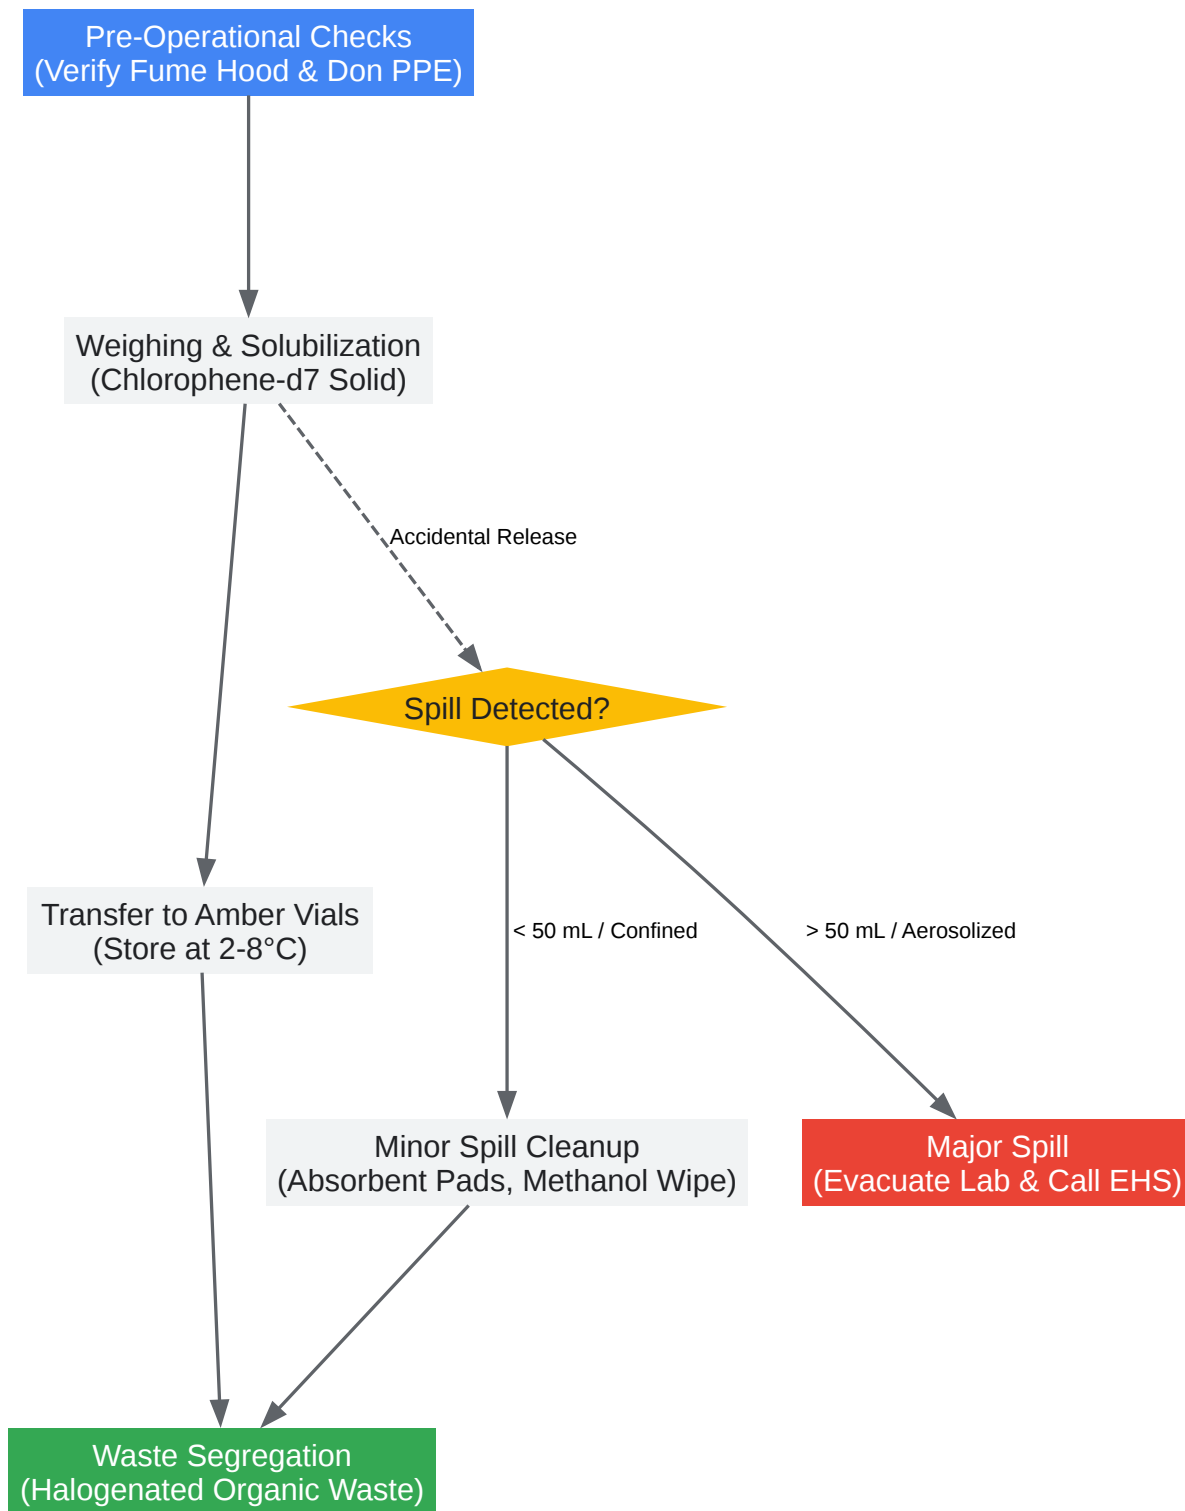 Pre-Operational Checks
(Verify Fume Hood & Don PPE)
Weighing & Solubilization
(Chlorophene-d7 Solid)
Accidental Release
Spill Detected?
Transfer to Amber Vials
(Store at 2-8°C)
< 50 mL / Confined
> 50 mL / Aerosolized
Minor Spill Cleanup
(Absorbent Pads, Methanol Wipe)
Major Spill
(Evacuate Lab & Call EHS)
Waste Segregation
(Halogenated Organic Waste)